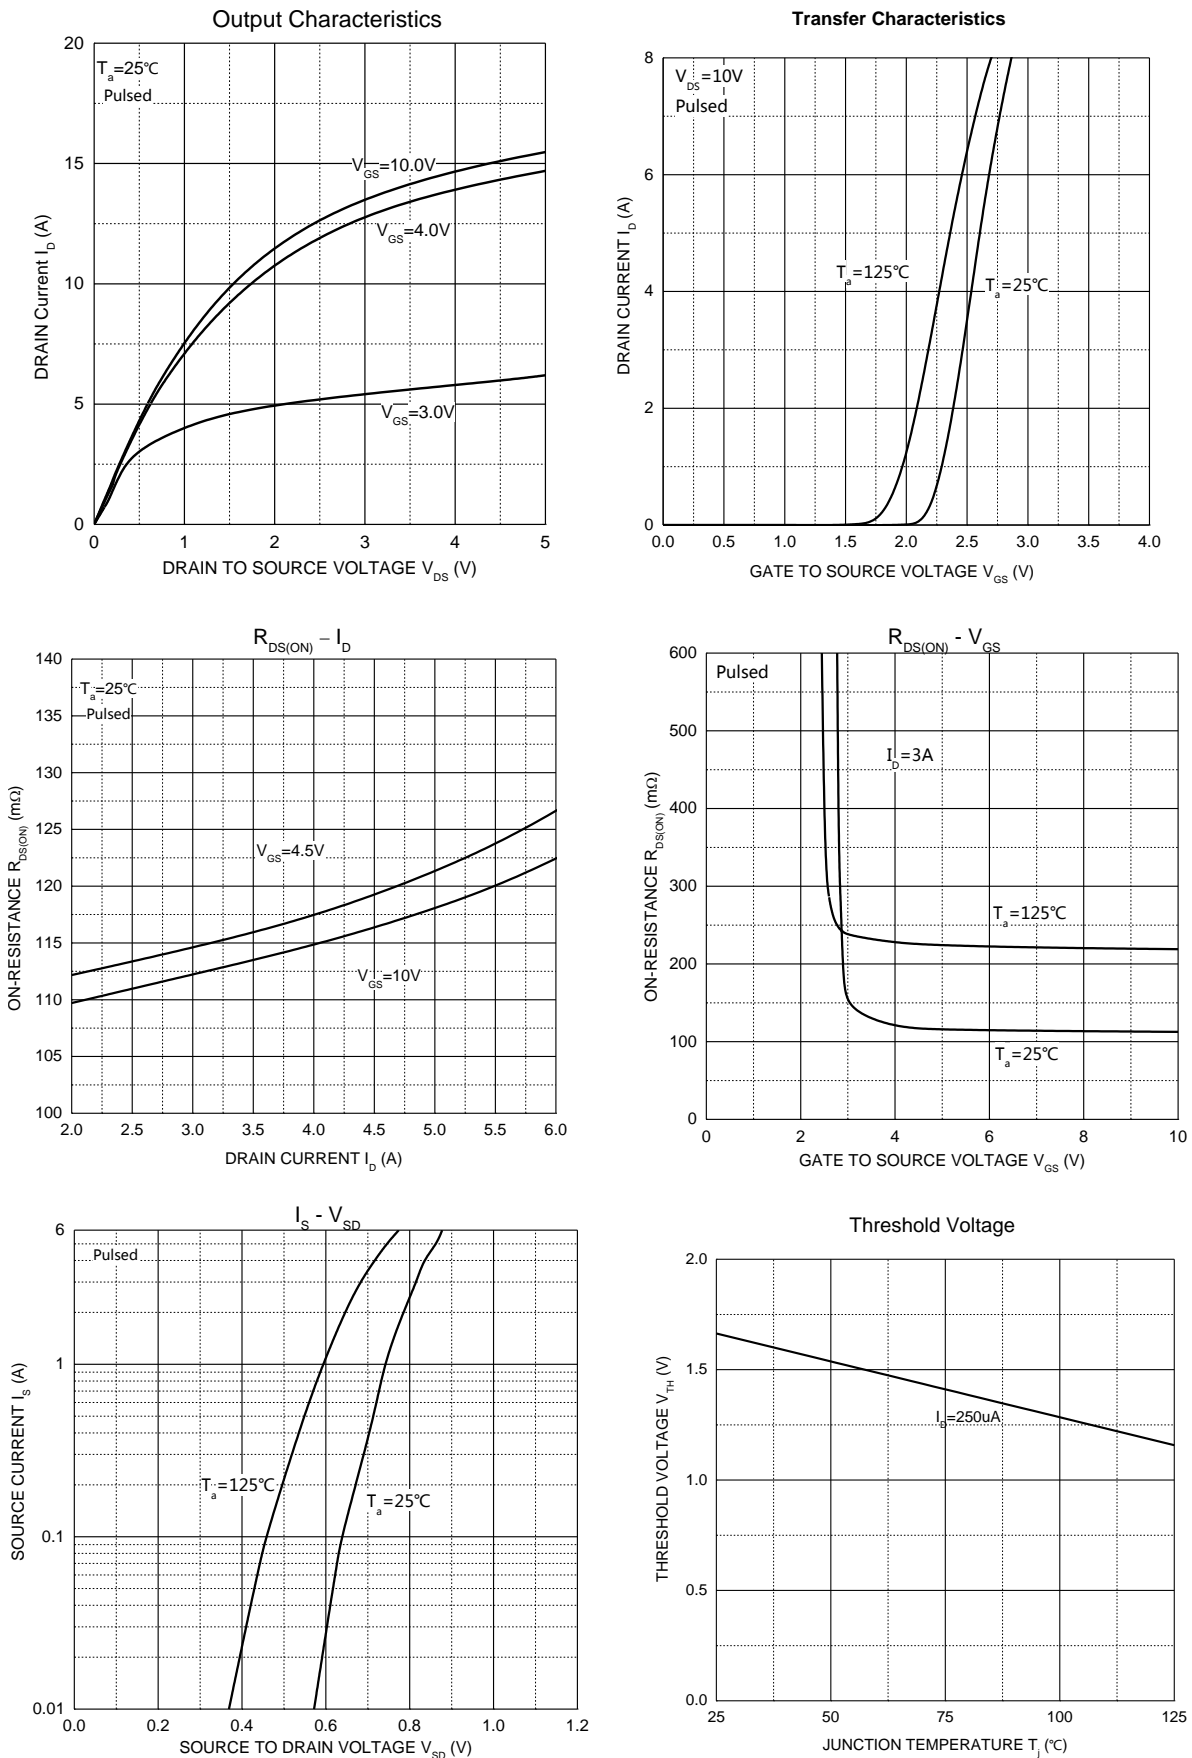 Output Characteristics
20
15
10
5
0
0 1 2 3 4 5
Ta=25℃
Pulsed
VGS=10.0V
VGS=4.0V
VGS=3.0V
DRAIN Current ID (A)
DRAIN TO SOURCE VOLTAGE VDS (V)
Transfer Characteristics
8
6
4
2
0
0.0 0.5 1.0 1.5 2.0 2.5 3.0 3.5 4.0
VDS=10V
Pulsed
Ta=125℃
Ta=25℃
DRAIN CURRENT ID (A)
GATE TO SOURCE VOLTAGE VGS (V)
RDS(ON) – ID
140
135
130
125
120
115
110
105
100
2.0 2.5 3.0 3.5 4.0 4.5 5.0 5.5 6.0
Ta=25℃
Pulsed
VGS=4.5V
VGS=10V
ON-RESISTANCE RDS(ON) (mΩ)
DRAIN CURRENT ID (A)
RDS(ON) - VGS
600
500
400
300
200
100
0
0 2 4 6 8 10
Pulsed
ID=3A
Ta=125℃
Ta=25℃
ON-RESISTANCE RDS(ON) (mΩ)
GATE TO SOURCE VOLTAGE VGS (V)
IS - VSD
6
1
0.1
0.01
0.0 0.2 0.4 0.6 0.8 1.0 1.2
Pulsed
Ta=125℃
Ta=25℃
SOURCE CURRENT IS (A)
SOURCE TO DRAIN VOLTAGE VSD (V)
Threshold Voltage
2.0
1.5
1.0
0.5
0.0
25 50 75 100 125
ID=250uA
THRESHOLD VOLTAGE VTH (V)
JUNCTION TEMPERATURE Tj (℃)